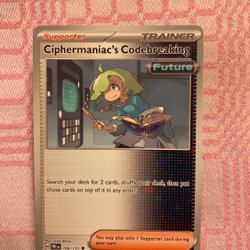 Supporter
TRAINER
Ciphermaniac's Codebreaking
Future
Search your deck for 2 cards, shuffle your deck, then put
those cards on top of it in any order.
You may play only 1 Supporter card during
your turn.